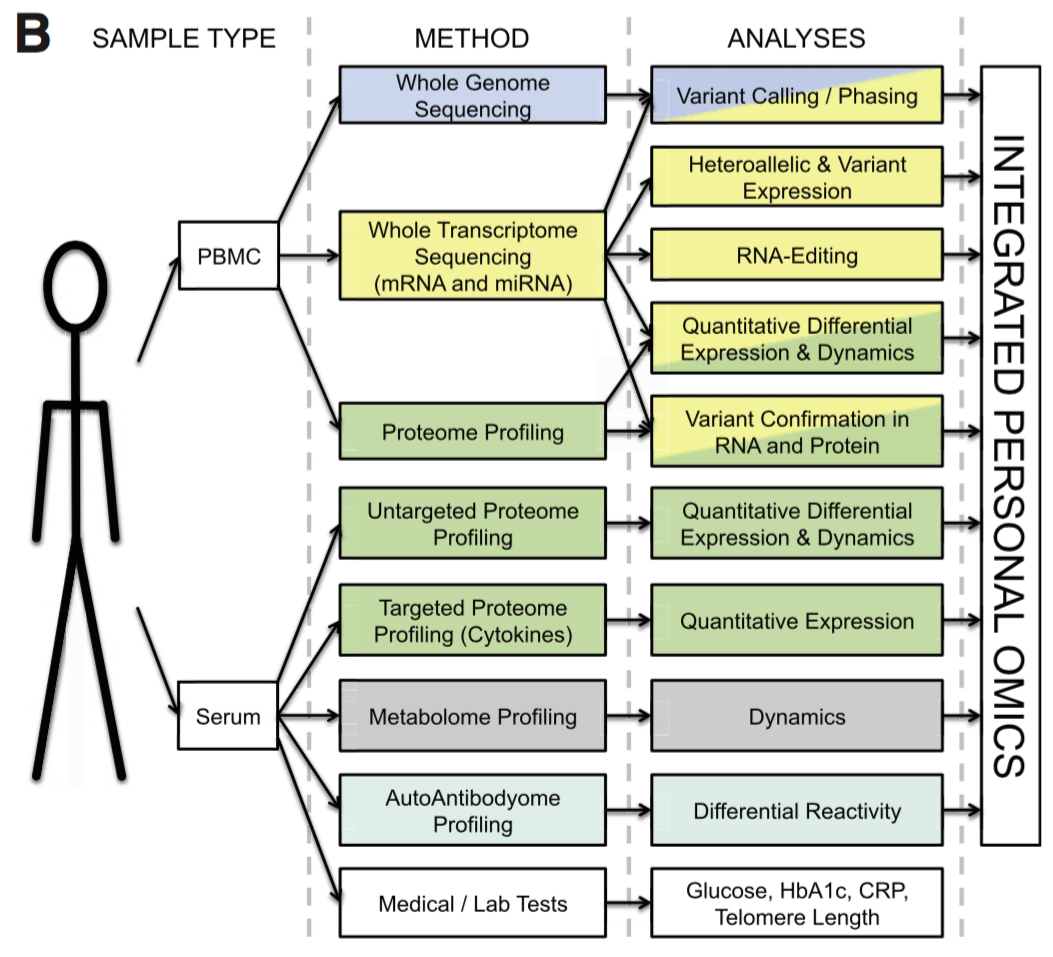 B
SAMPLE TYPE
METHOD
ANALYSES
Whole Genome
Sequencing
Variant Calling / Phasing
Heteroallelic & Variant
Expression
PBMC
Whole Transcriptome
Sequencing
(mRNA and miRNA)
RNA-Editing
Quantitative Differential
Expression & Dynamics
Proteome Profiling
Variant Confirmation in
RNA and Protein
Untargeted Proteome
Profiling
Quantitative Differential
Expression & Dynamics
Targeted Proteome
Profiling (Cytokines)
Quantitative Expression
Serum
Metabolome Profiling
Dynamics
AutoAntibodyome
Profiling
Differential Reactivity
Medical / Lab Tests
Glucose, HbA1c, CRP,
Telomere Length
INTEGRATED PERSONAL OMICS